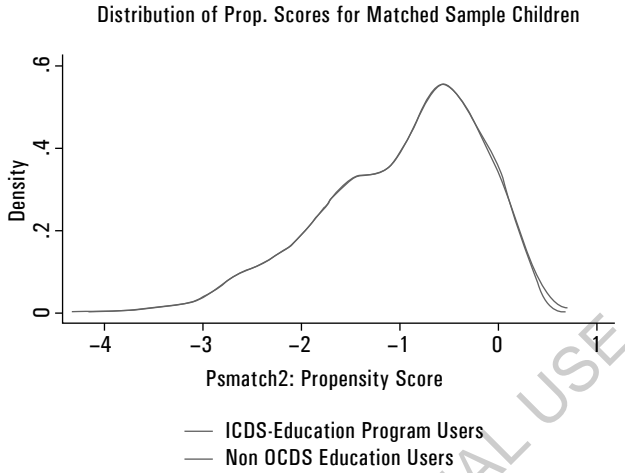 Distribution of Prop. Scores for Matched Sample Children
.6
.4
.2
0
Density
−4 −3 −2 −1 0 1
Psmatch2: Propensity Score
ICDS-Education Program Users
Non OCDS Education Users
USE